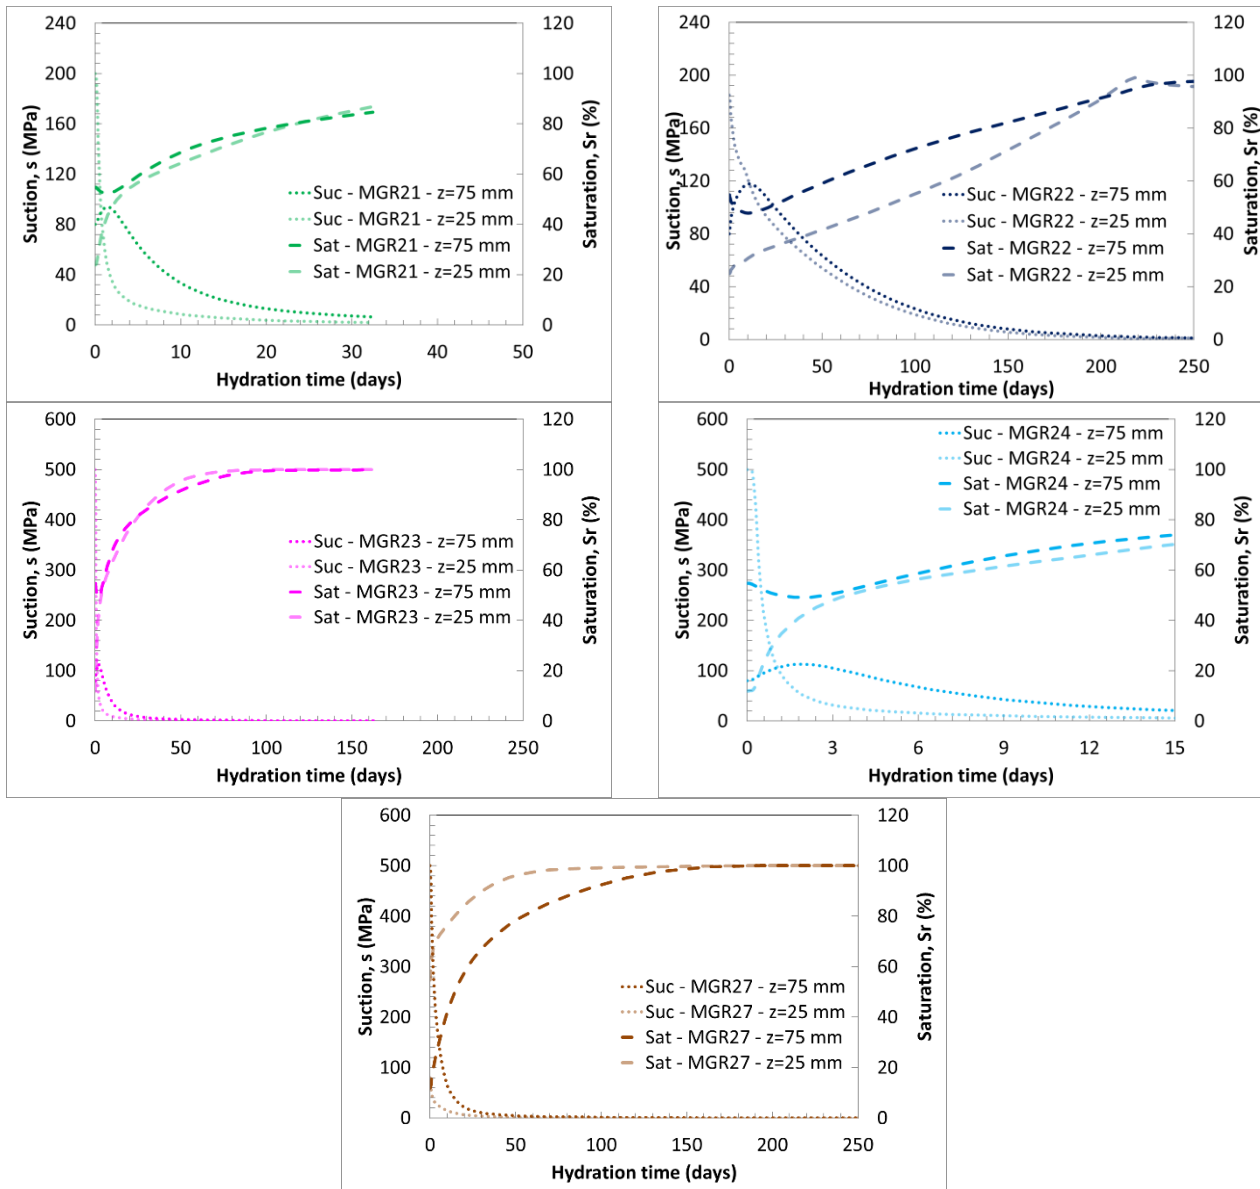 240
200
160
120
80
40
0
Suction, s (MPa)
120
100
80
60
40
20
0
Saturation, Sr (%)
Suc - MGR21 - z=75 mm
Suc - MGR21 - z=25 mm
Sat - MGR21 - z=75 mm
Sat - MGR21 - z=25 mm
0 10 20 30 40 50
Hydration time (days)
240
200
160
120
80
40
0
Suction, s (MPa)
120
100
80
60
40
20
0
Saturation, Sr (%)
Suc - MGR22 - z=75 mm
Suc - MGR22 - z=25 mm
Sat - MGR22 - z=75 mm
Sat - MGR22 - z=25 mm
0 50 100 150 200 250
Hydration time (days)
600
500
400
300
200
100
0
Suction, s (MPa)
120
100
80
60
40
20
0
Saturation, Sr (%)
Suc - MGR23 - z=75 mm
Suc - MGR23 - z=25 mm
Sat - MGR23 - z=75 mm
Sat - MGR23 - z=25 mm
0 50 100 150 200 250
Hydration time (days)
600
500
400
300
200
100
0
Suction, s (MPa)
120
100
80
60
40
20
0
Saturation, Sr (%)
Suc - MGR24 - z=75 mm
Suc - MGR24 - z=25 mm
Sat - MGR24 - z=75 mm
Sat - MGR24 - z=25 mm
0 3 6 9 12 15
Hydration time (days)
600
500
400
300
200
100
0
Suction, s (MPa)
120
100
80
60
40
20
0
Saturation, Sr (%)
Suc - MGR27 - z=75 mm
Suc - MGR27 - z=25 mm
Sat - MGR27 - z=75 mm
Sat - MGR27 - z=25 mm
0 50 100 150 200 250
Hydration time (days)